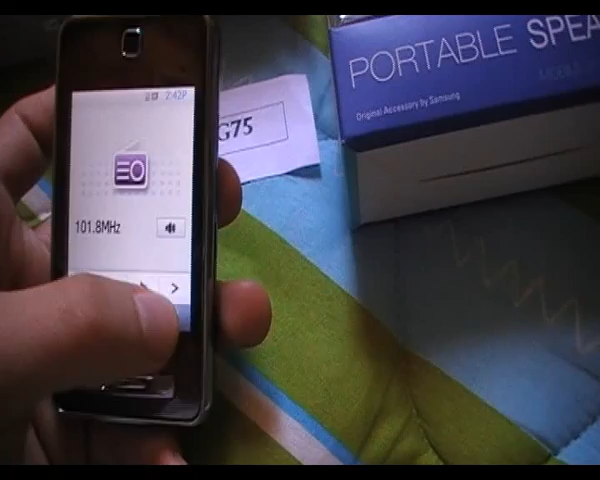 PORTABLE SPEA
Original Accessory by Samsung
G75
2:42P
101.8MHz